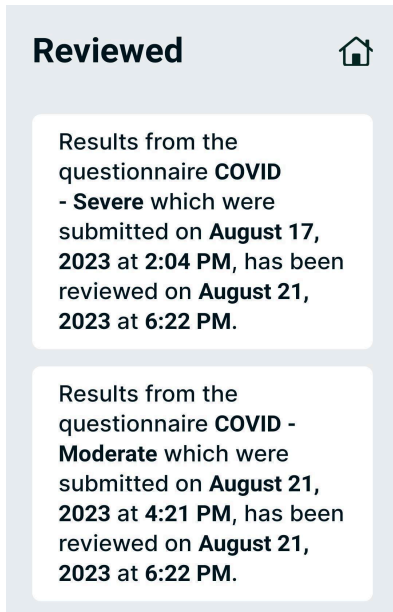 Reviewed
Results from the
questionnaire COVID
- Severe which were
submitted on August 17,
2023 at 2:04 PM, has been
reviewed on August 21,
2023 at 6:22 PM.
Results from the
questionnaire COVID -
Moderate which were
submitted on August 21,
2023 at 4:21 PM, has been
reviewed on August 21,
2023 at 6:22 PM.